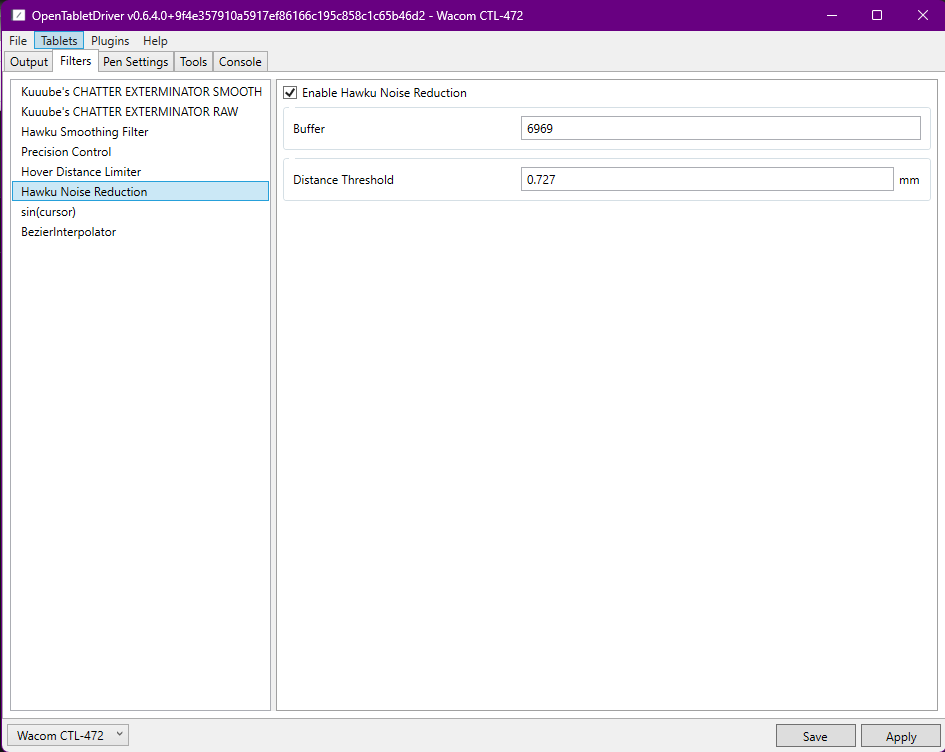 OpenTabletDriver v0.6.4.0+9f4e357910a5917ef86166c195c858c1c65b46d2 - Wacom CTL-472
File Tablets Plugins Help
Output Filters Pen Settings Tools Console
Kuuube's CHATTER EXTERMINATOR SMOOTH
Kuuube's CHATTER EXTERMINATOR RAW
Hawku Smoothing Filter
Precision Control
Hover Distance Limiter
Hawku Noise Reduction
sin(cursor)
BezierInterpolator
Enable Hawku Noise Reduction
Buffer 6969
Distance Threshold 0.727 mm
Wacom CTL-472 Save Apply